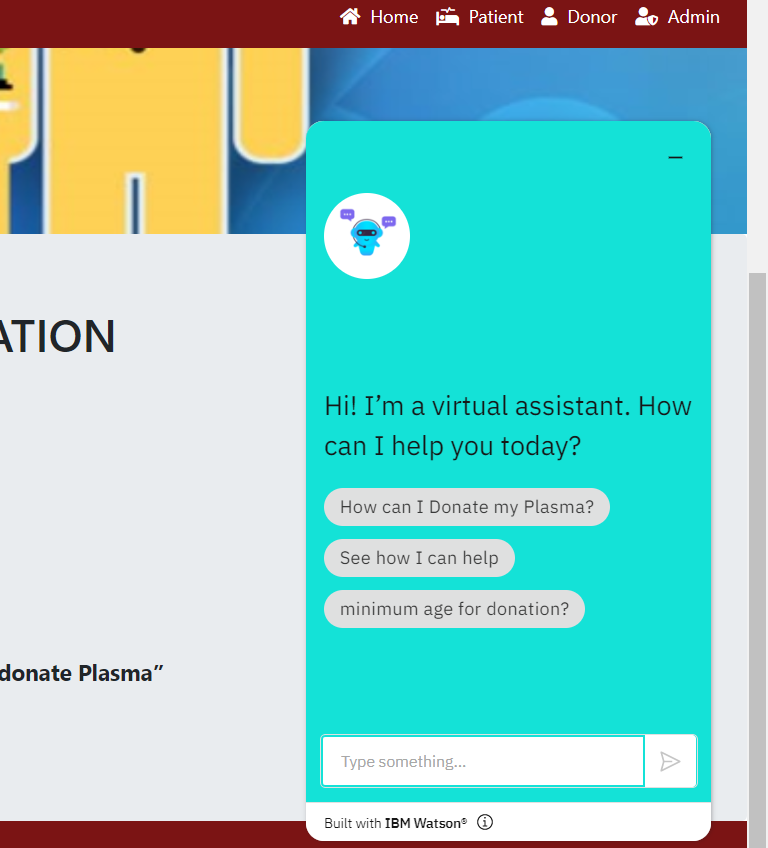 Home Patient Donor Admin
ATION
Hi! I’m a virtual assistant. How
can I help you today?
How can I Donate my Plasma?
See how I can help
minimum age for donation?
donate Plasma”
Type something...
Built with IBM Watson®